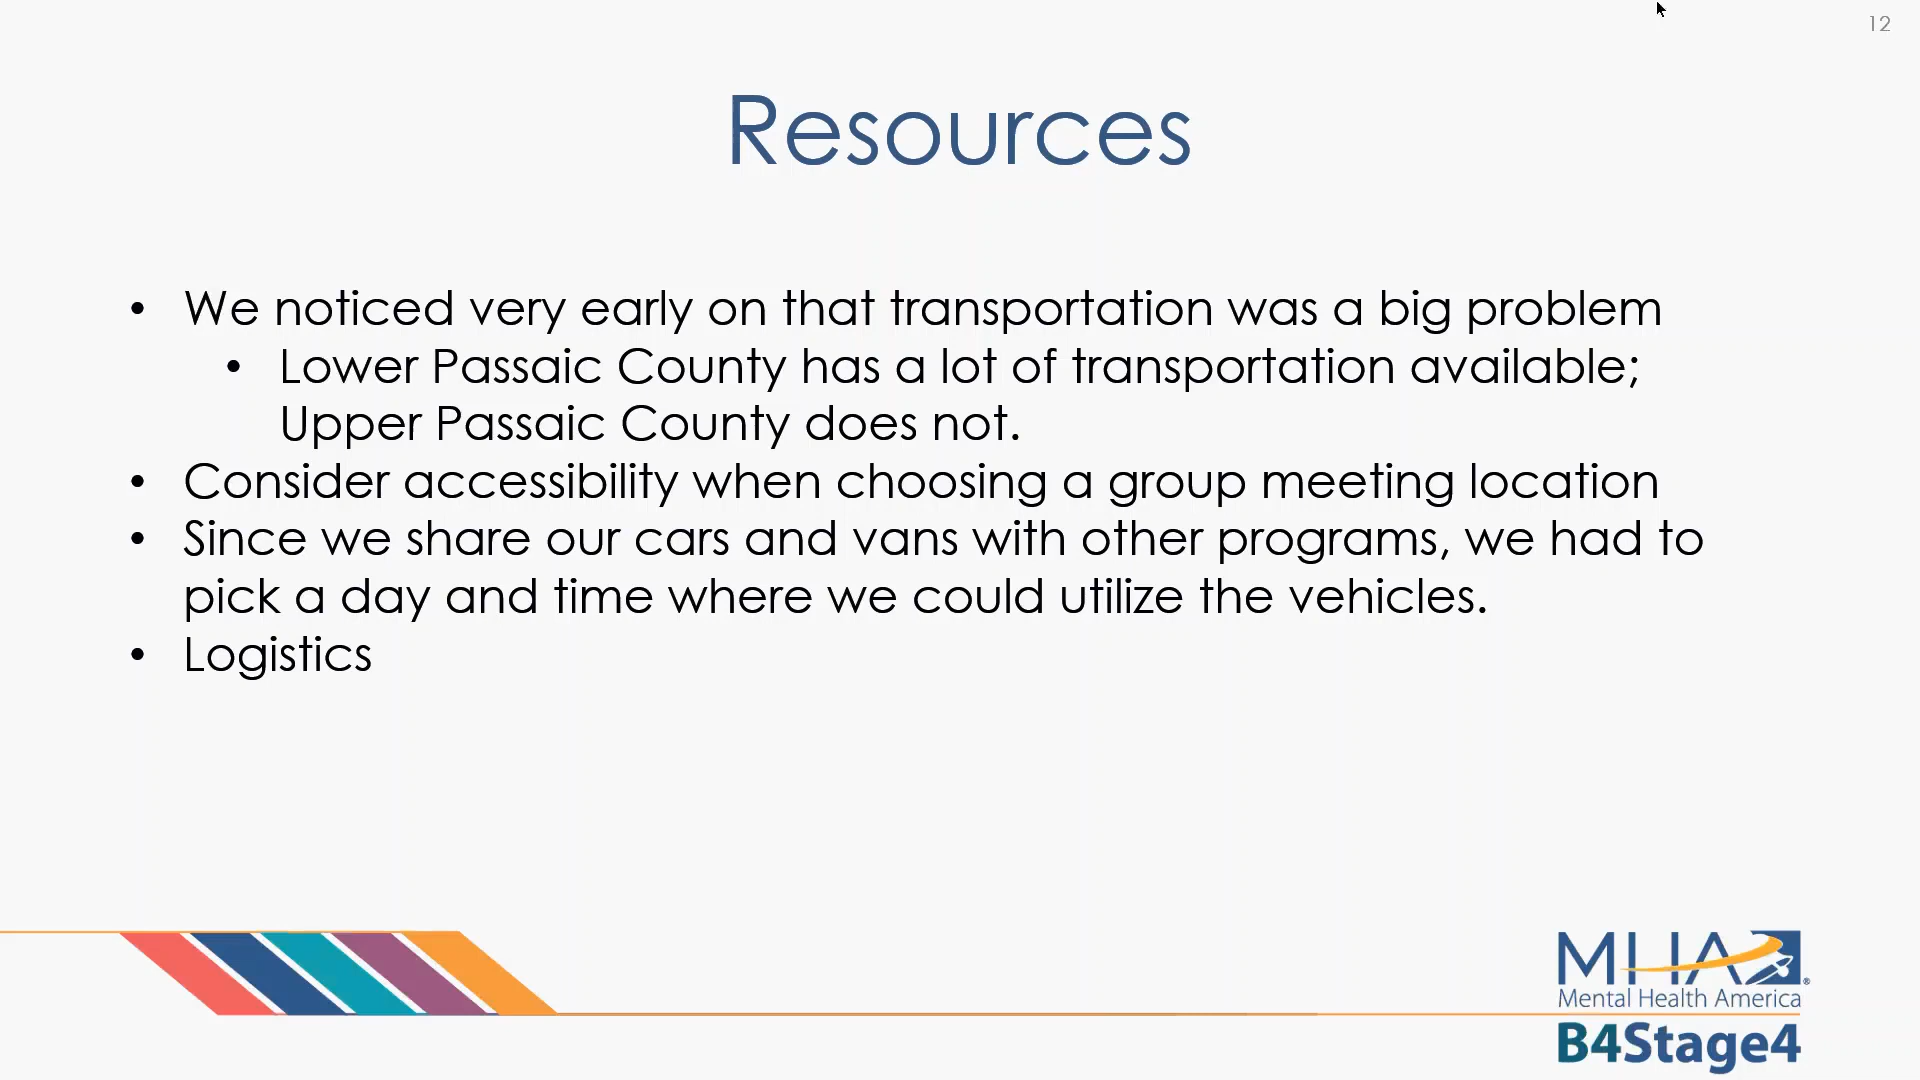 12
Resources
• We noticed very early on that transportation was a big problem
• Lower Passaic County has a lot of transportation available;
Upper Passaic County does not.
• Consider accessibility when choosing a group meeting location
• Since we share our cars and vans with other programs, we had to
pick a day and time where we could utilize the vehicles.
• Logistics
MHA®
Mental Health America
B4Stage4